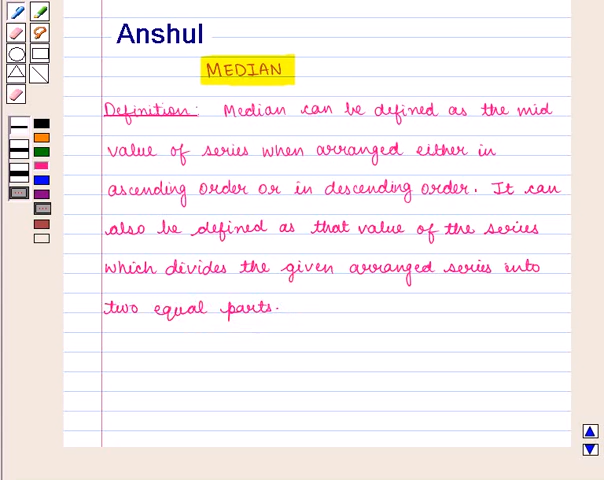 Anshul
MEDIAN
Definition: Median can be defined as the mid
value of series when arranged either in
ascending order or in descending order. It can
also be defined as that value of the series
which divides the given arranged series into
two equal parts.